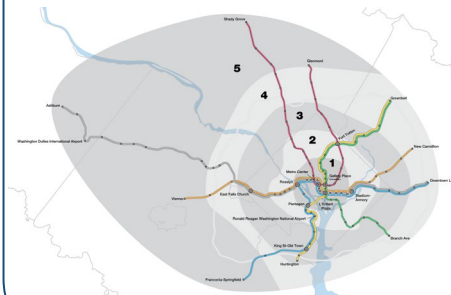 Shady Grove
Glenmont
5
4
3
2
1
Greenbelt
Fort Totten
Ashburn
Washington Dulles International Airport
New Carrollton
Gallery Place
Metro Center
Rosslyn
Downtown L
East Falls Church
Stadium-
Armory
Vienna
L'Enfant
Plaza
Pentagon
Ronald Reagan Washington National Airport
Branch Ave
King St-Old Town
Huntington
Franconia-Springfield